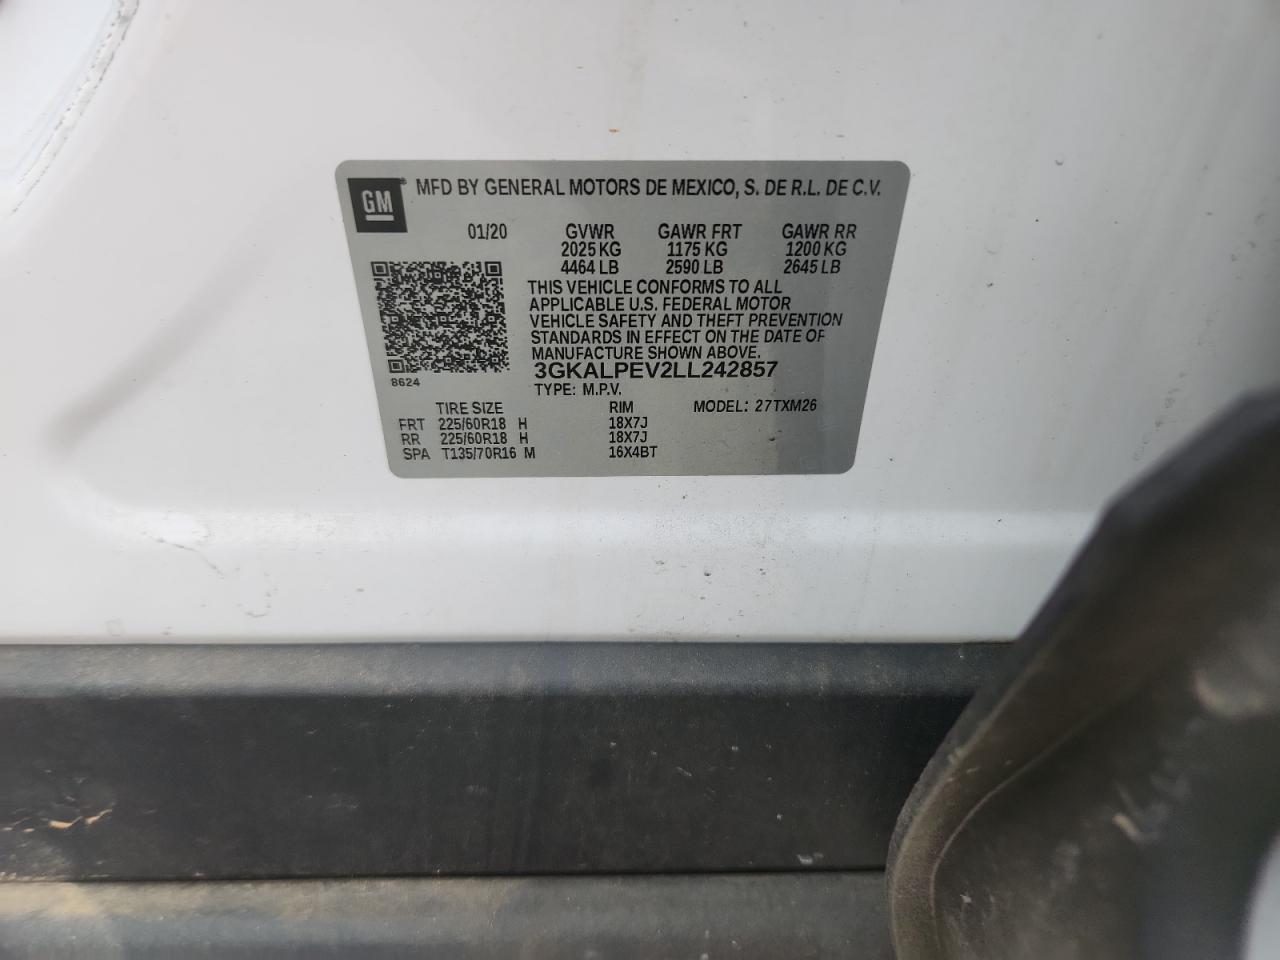 GM® MFD BY GENERAL MOTORS DE MEXICO, S. DE R.L. DE C.V.
01/20 GVWR GAWR FRT GAWR RR
2025 KG 1175 KG 1200 KG
4464 LB 2590 LB 2645 LB
THIS VEHICLE CONFORMS TO ALL
APPLICABLE U.S. FEDERAL MOTOR
VEHICLE SAFETY AND THEFT PREVENTION
STANDARDS IN EFFECT ON THE DATE OF
MANUFACTURE SHOWN ABOVE.
3GKALPEV2LL242857
8624 TYPE: M.P.V.
TIRE SIZE RIM MODEL: 27TXM26
FRT 225/60R18 H 18X7J
RR 225/60R18 H 18X7J
SPA T135/70R16 M 16X4BT